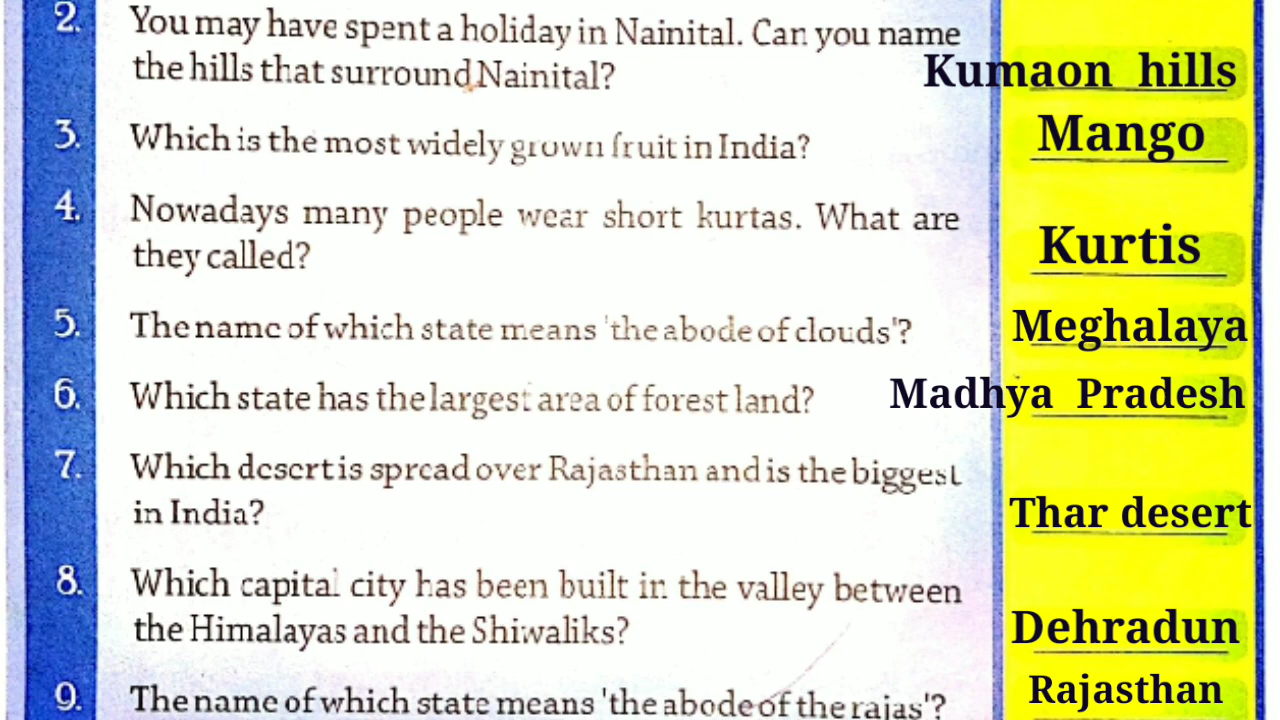 2. You may have spent a holiday in Nainital. Can you name
the hills that surround Nainital?
Kumaon hills
3. Which is the most widely grown fruit in India?
Mango
4. Nowadays many people wear short kurtas. What are
they called?
Kurtis
5. The name of which state means 'the abode of clouds'?
Meghalaya
6. Which state has the largest area of forest land?
Madhya Pradesh
7. Which desert is spread over Rajasthan and is the biggest
in India?
Thar desert
8. Which capital city has been built in the valley between
the Himalayas and the Shiwaliks?
Dehradun
9. The name of which state means 'the abode of the rajas'?
Rajasthan